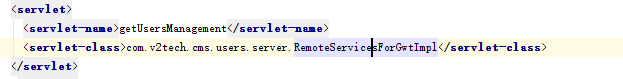 <servlet>
<servlet-name>getUsersManagement</servlet-name>
<servlet-class>com.v2tech.cms.users.server.RemoteServicesForGwtImpl</servlet-class>
</servlet>